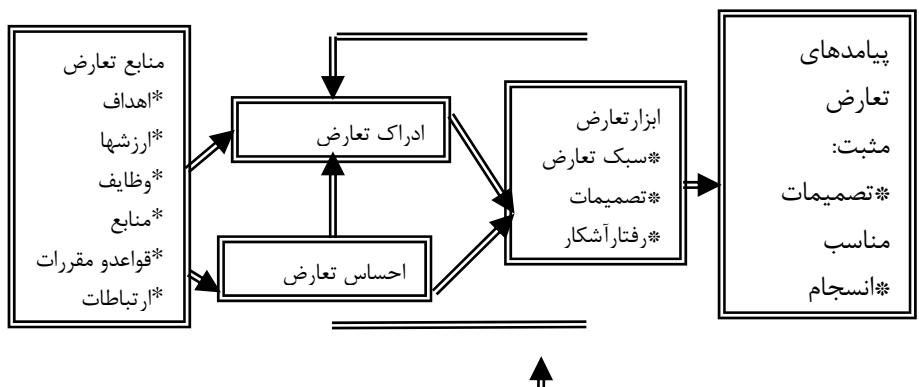 منابع تعارض
*اهداف
*ارزشها
*وظایف
*منابع
*قواعدو مقررات
*ارتباطات
ادراک تعارض
احساس تعارض
ابزارتعارض
*سبک تعارض
*تصمیمات
*رفتارآشکار
پیامدهای
تعارض
مثبت:
*تصمیمات
مناسب
*انسجام